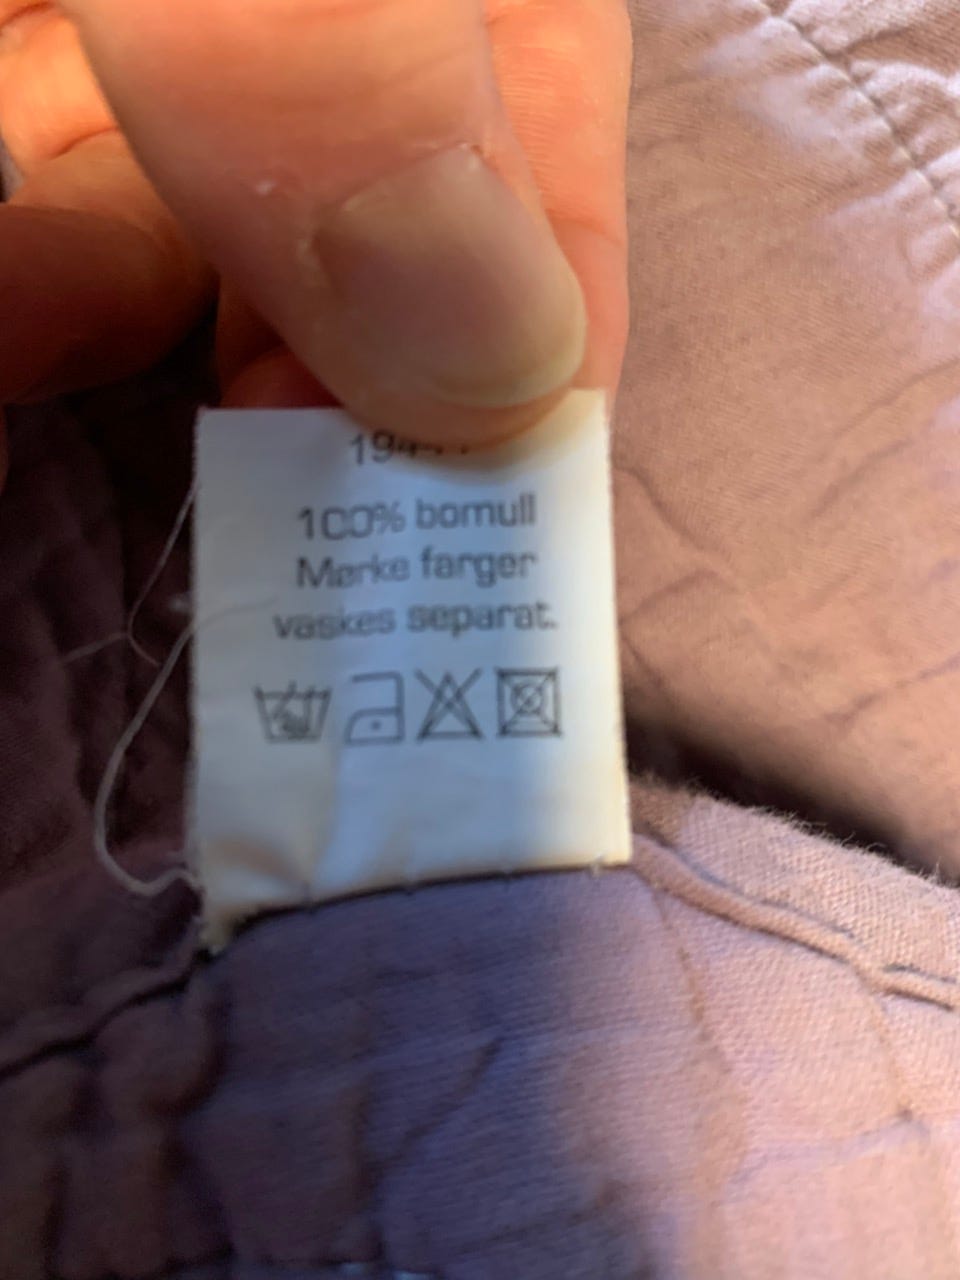 100% bomull
Mørke farger
vaskes separat.